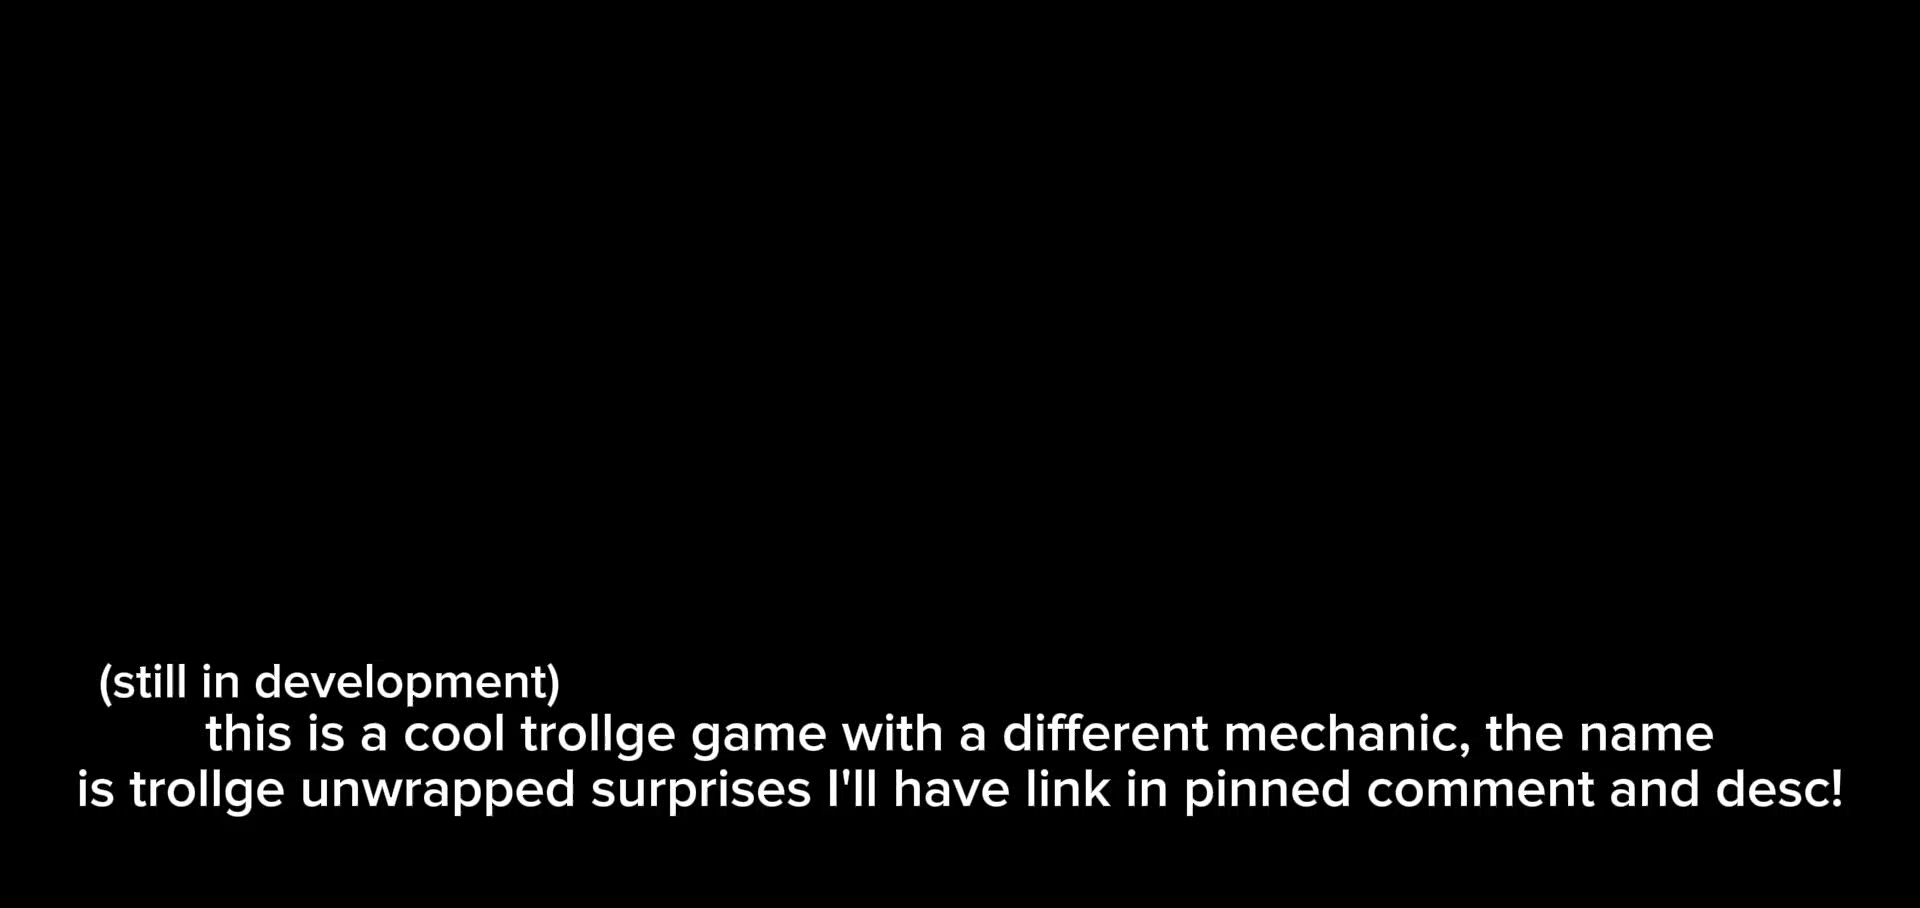 (still in development)
this is a cool trollge game with a different mechanic, the name
is trollge unwrapped surprises I'll have link in pinned comment and desc!